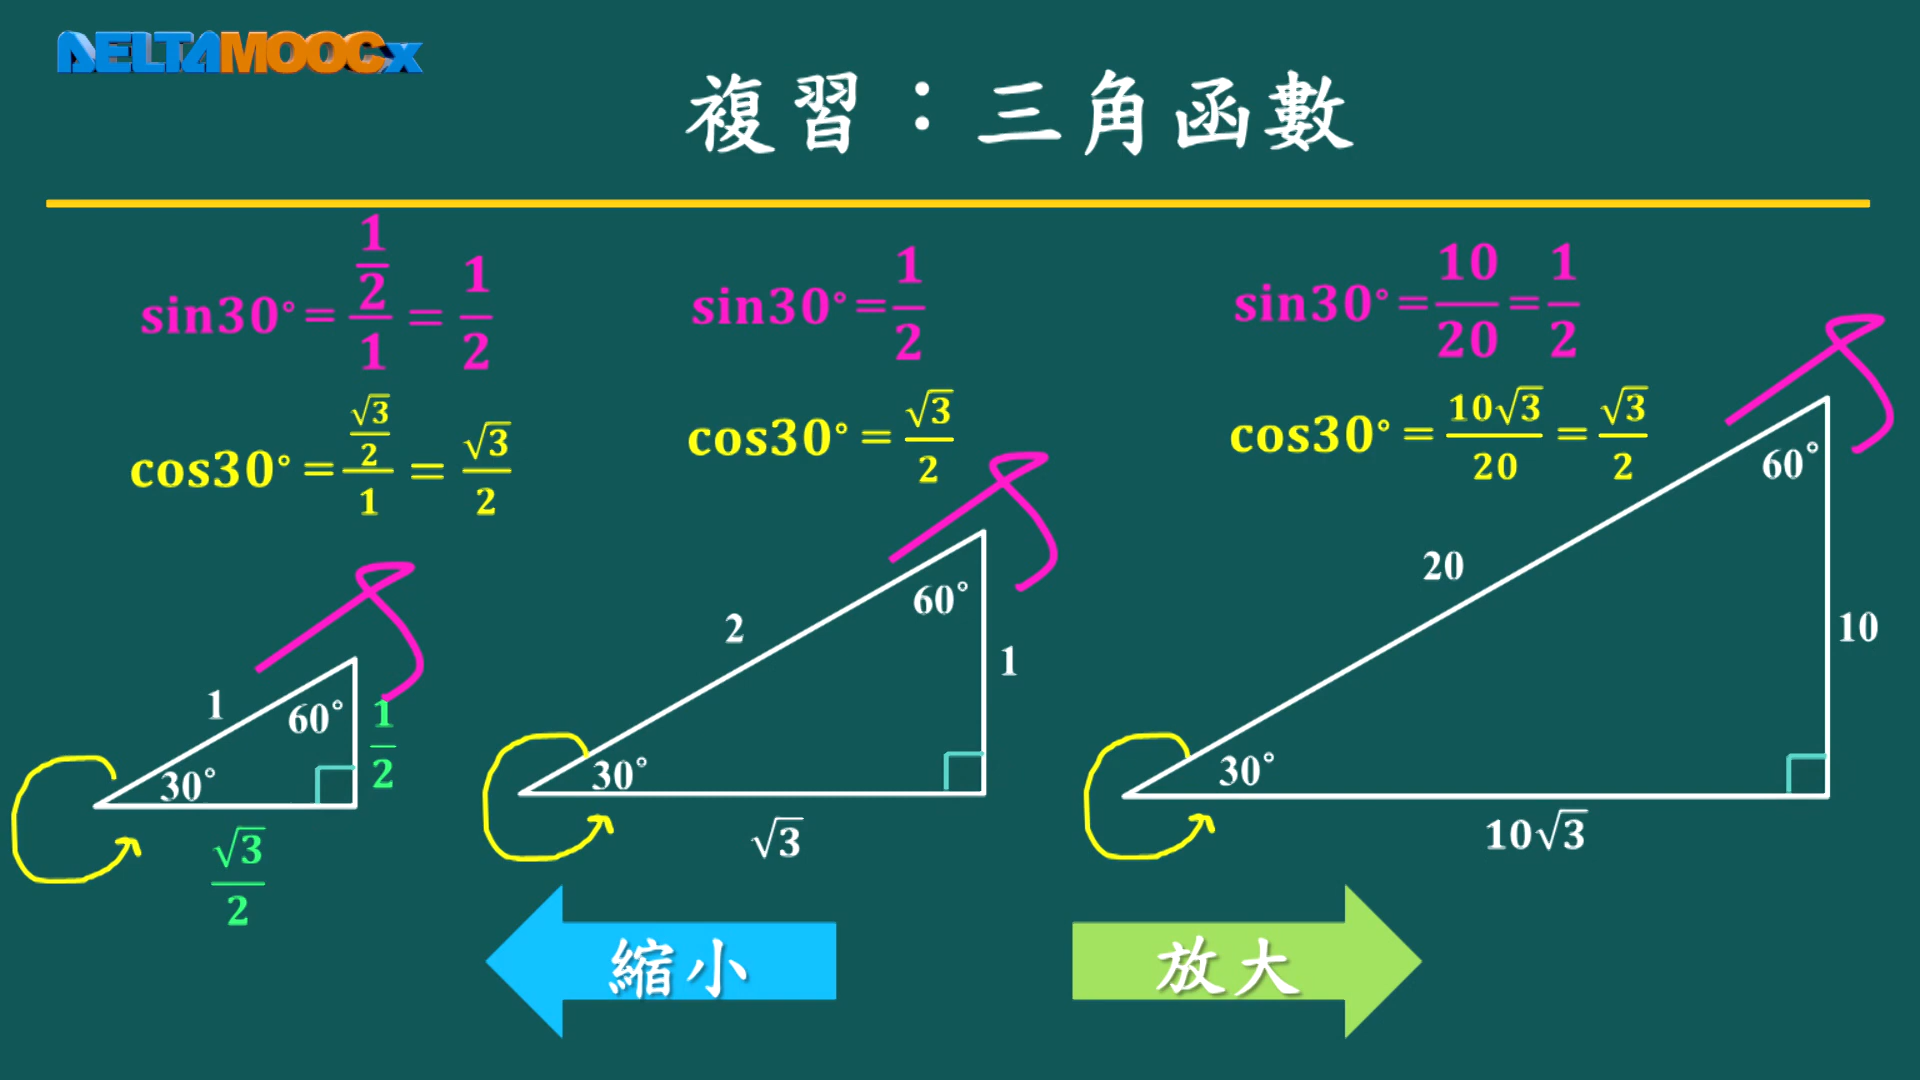 DELTAMOOCx
複習：三角函數
sin30°=(1/2)/1=1/2
cos30°=(√3/2)/1=√3/2
sin30°=1/2
cos30°=√3/2
sin30°=10/20=1/2
cos30°=10√3/20=√3/2
1
60°
30°
1/2
√3/2
2
60°
30°
1
√3
20
60°
30°
10
10√3
縮小
放大